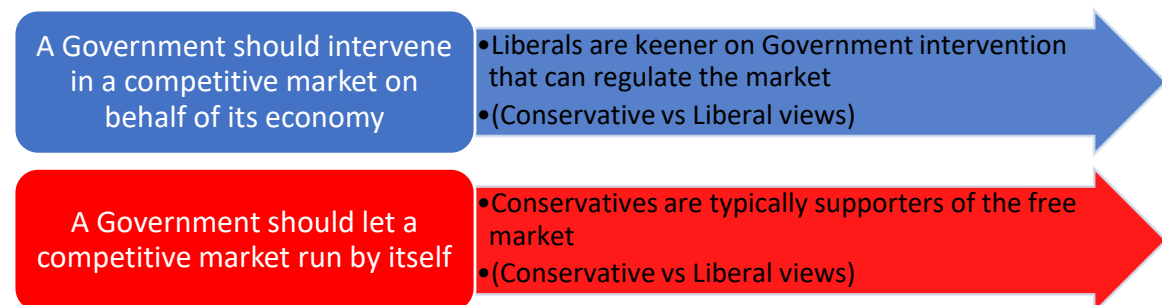 A Government should intervene
in a competitive market on
behalf of its economy
•Liberals are keener on Government intervention
that can regulate the market
•(Conservative vs Liberal views)
A Government should let a
competitive market run by itself
•Conservatives are typically supporters of the free
market
•(Conservative vs Liberal views)